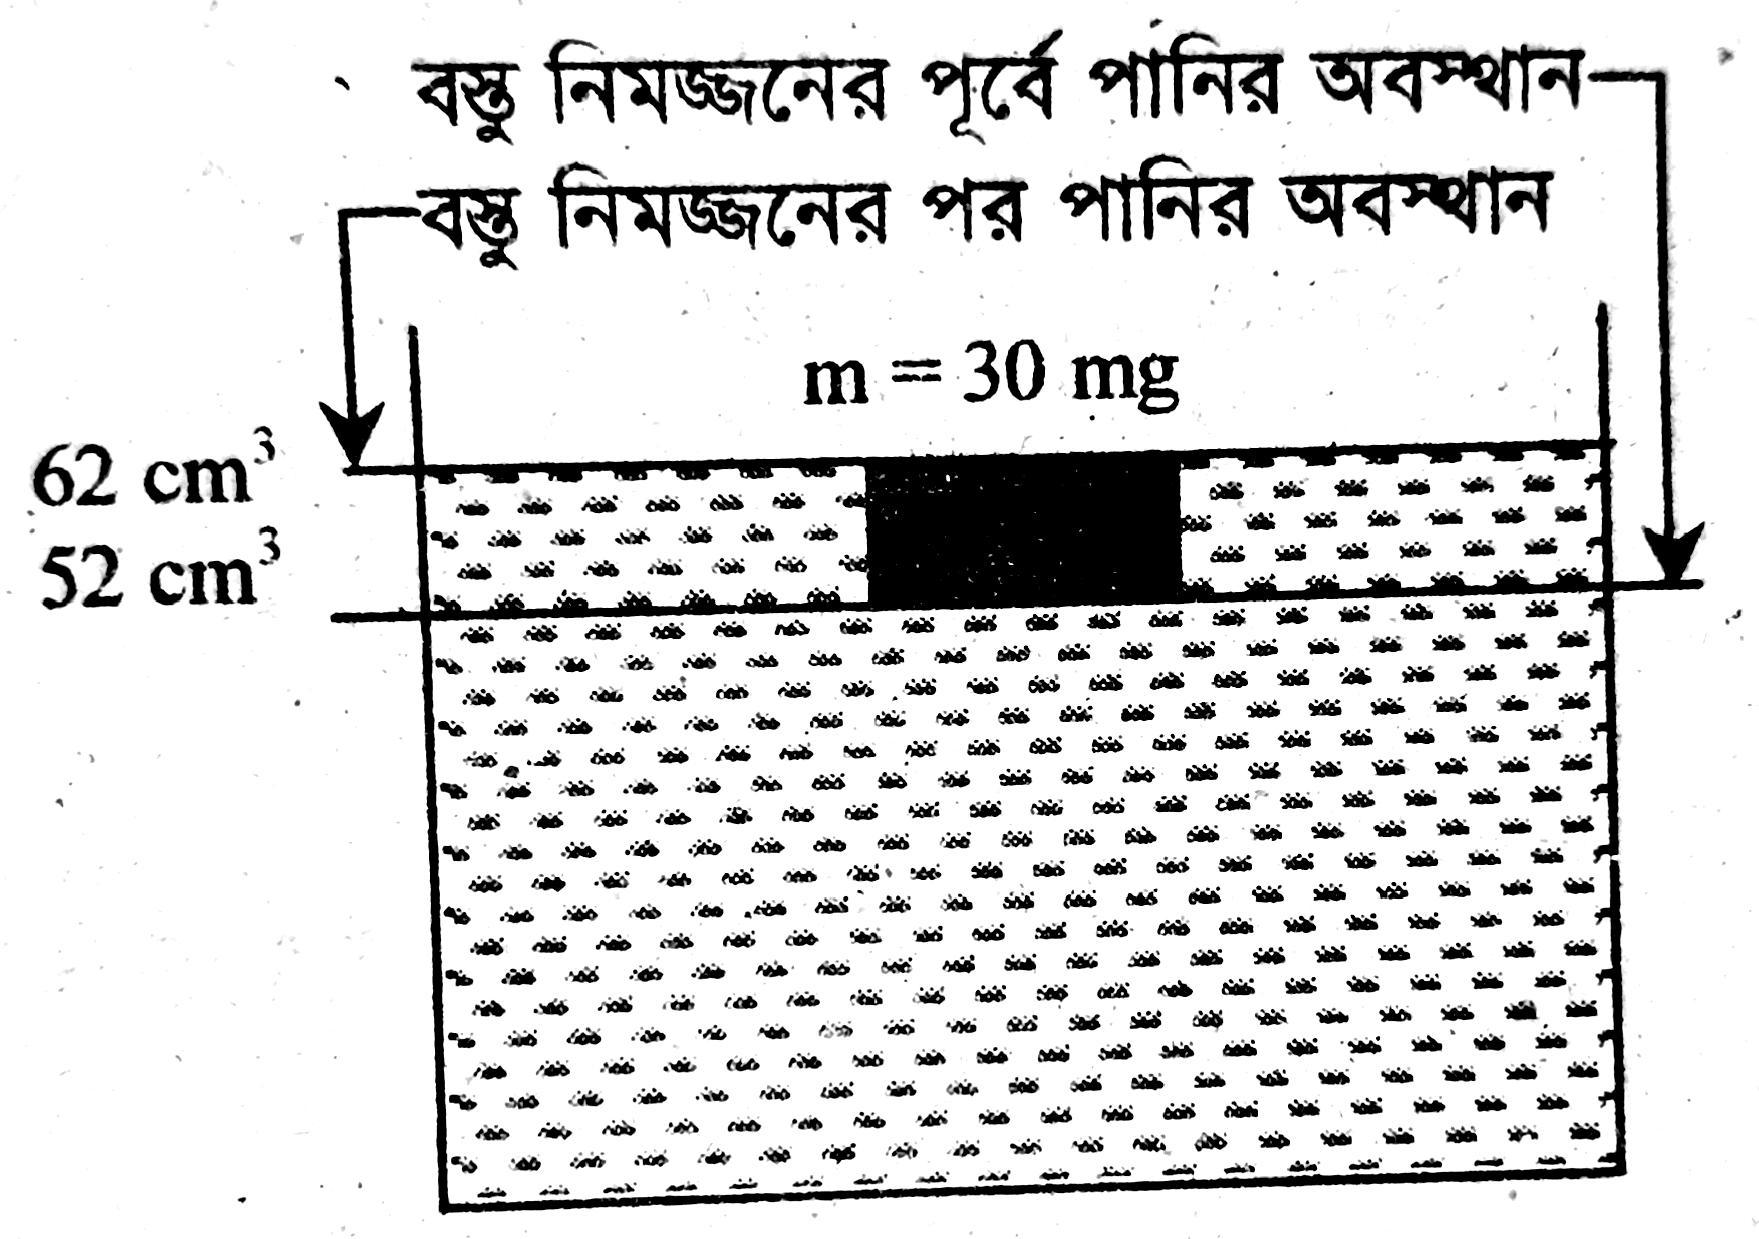 বস্তু নিমজ্জনের পূর্বে পানির অবস্থান
বস্তু নিমজ্জনের পর পানির অবস্থান
m = 30 mg
62 cm³
52 cm³